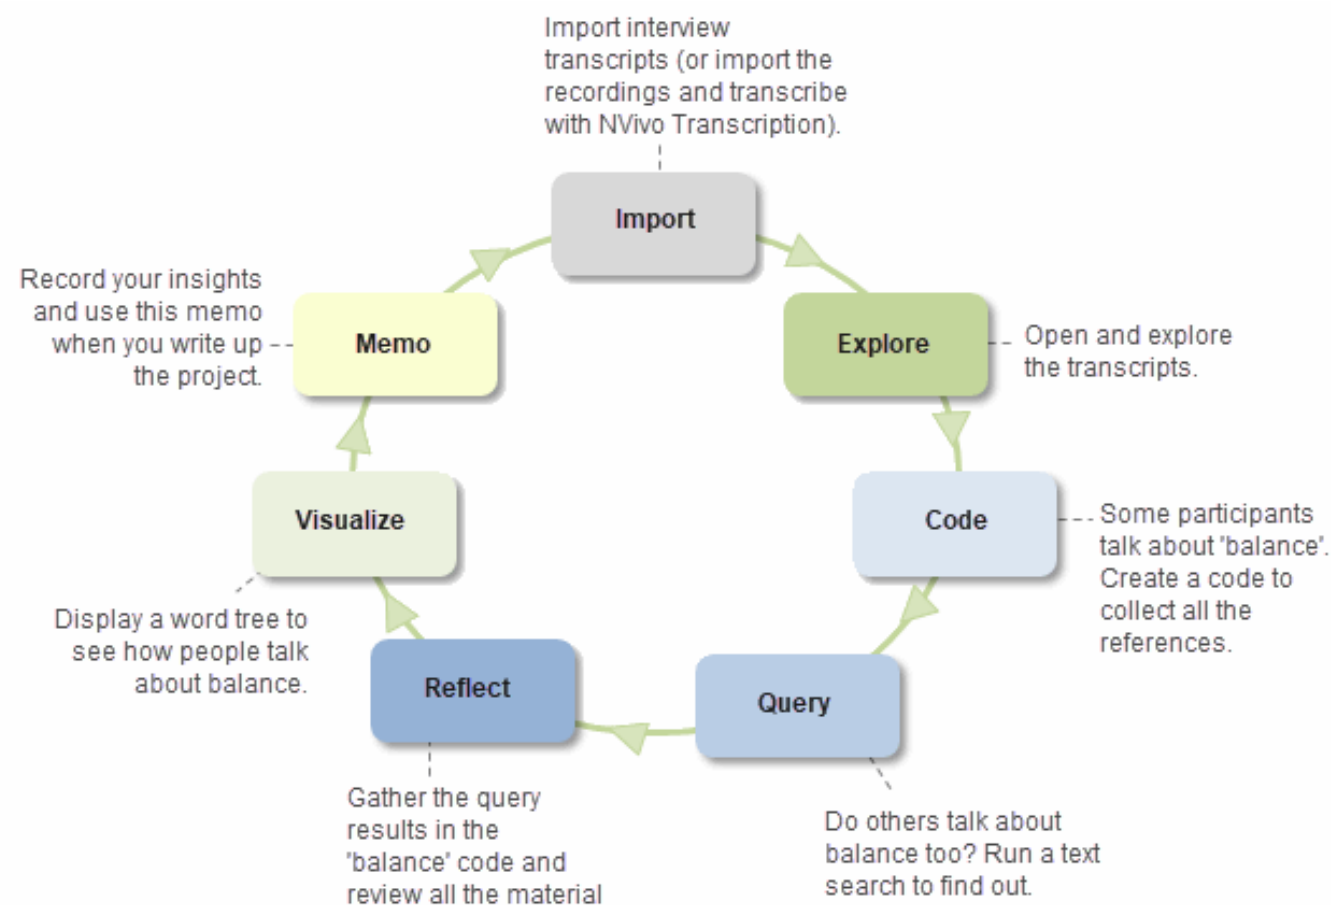 Import interview
transcripts (or import the
recordings and transcribe
with NVivo Transcription).
Import
Explore
Open and explore
the transcripts.
Code
Some participants
talk about 'balance'.
Create a code to
collect all the
references.
Query
Do others talk about
balance too? Run a text
search to find out.
Reflect
Gather the query
results in the
'balance' code and
review all the material
Visualize
Display a word tree to
see how people talk
about balance.
Memo
Record your insights
and use this memo
when you write up
the project.